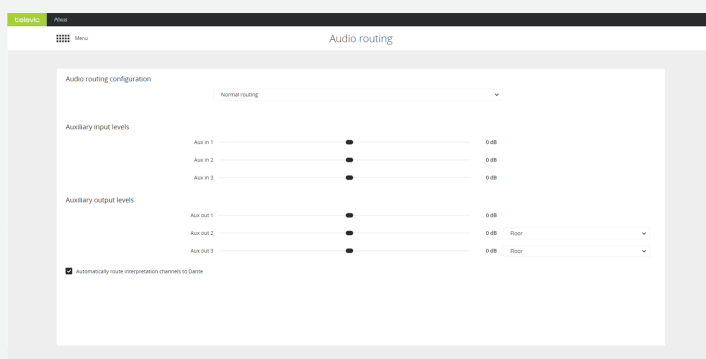 televic Plixus
Menu Audio routing
Audio routing configuration
Normal routing
Auxiliary input levels
Aux in 1 0 dB
Aux in 2 0 dB
Aux in 3 0 dB
Auxiliary output levels
Aux out 1 0 dB
Aux out 2 0 dB Floor
Aux out 3 0 dB Floor
Automatically route interpretation channels to Dante